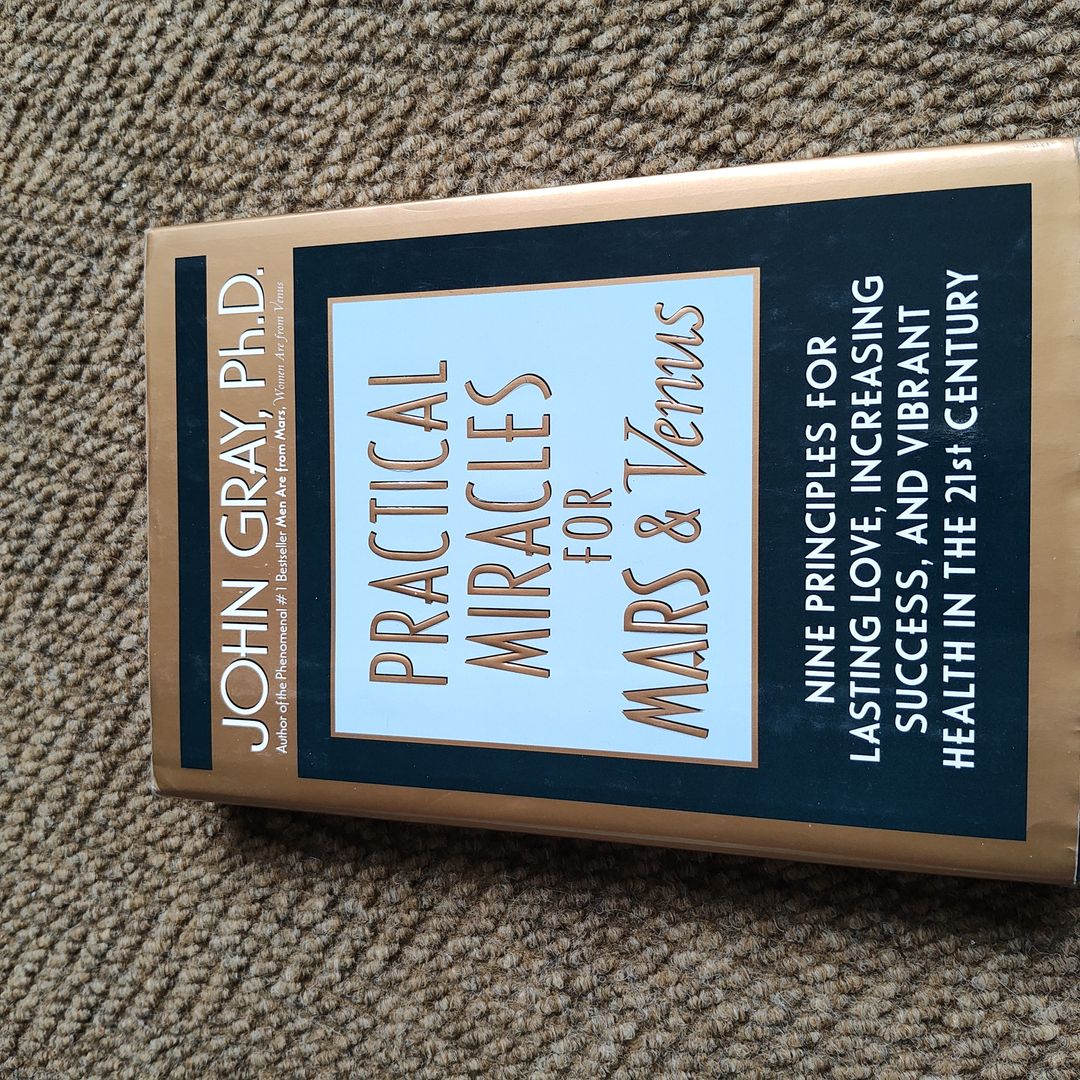 JOHN GRAY, Ph.D.
Author of the Phenomenal #1 Bestseller Men Are from Mars, Women Are from Venus
PRACTICAL
MIRACLES
FOR
MARS & Venus
NINE PRINCIPLES FOR
LASTING LOVE, INCREASING
SUCCESS, AND VIBRANT
HEALTH IN THE 21st CENTURY